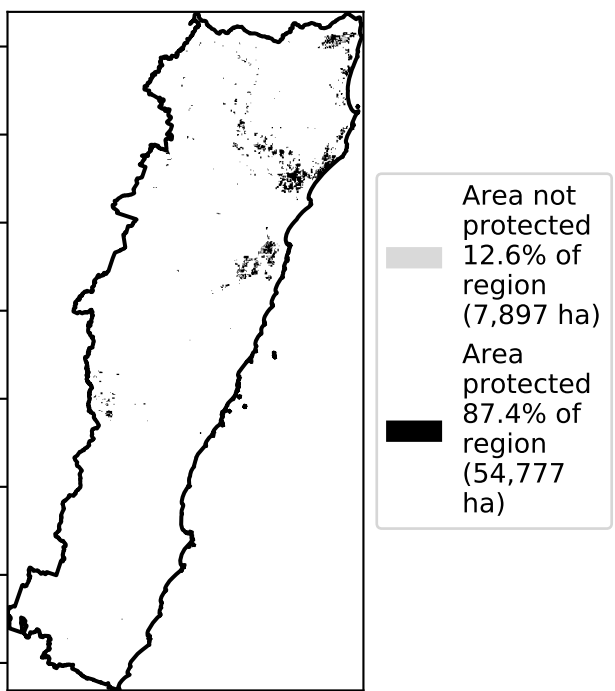 Area not
protected
12.6% of
region
(7,897 ha)
Area
protected
87.4% of
region
(54,777
ha)